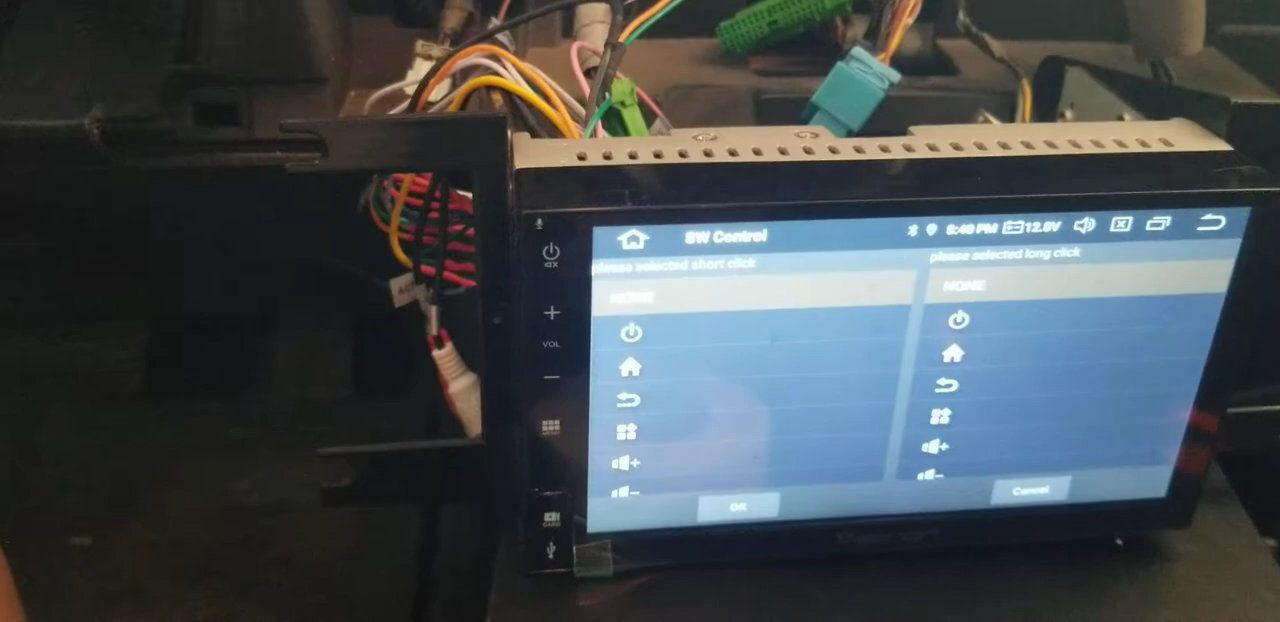 SW Control
8:40 PM
12.8V
please selected short click
please selected long click
NONE
NONE
VOL
OK
Cancel
CARD